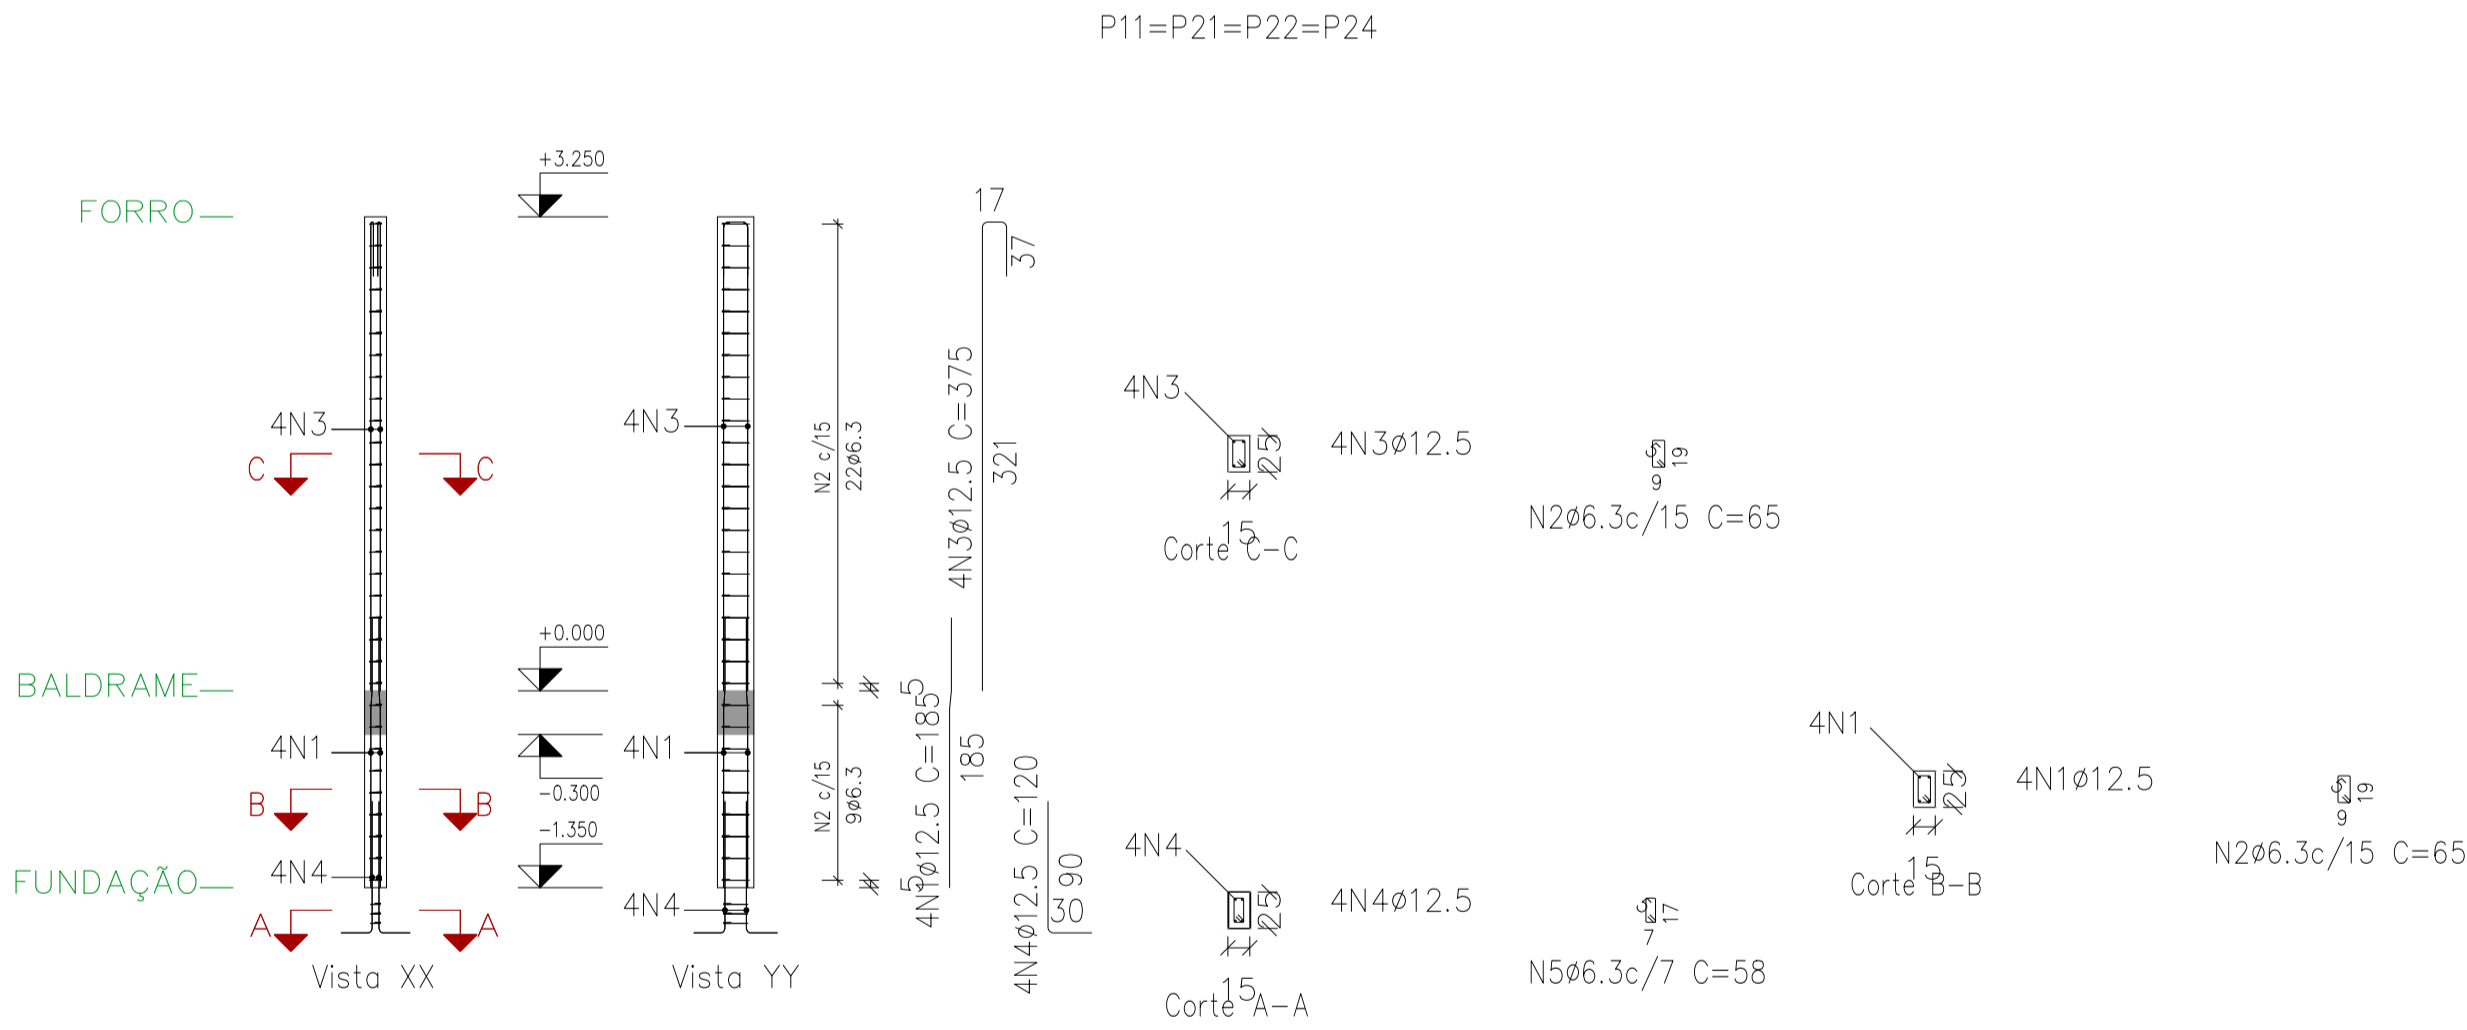 P11=P21=P22=P24
+3.250
FORRO
17
37
4N3
4N3
C
C
N2 c/15
22ø6.3
4N3ø12.5 C=375
321
4N3
25
15
Corte C-C
4N3ø12.5
9
19
9
N2ø6.3c/15 C=65
+0.000
BALDRAME
5
4N1
4N1
-0.300
B
B
N2 c/15
9ø6.3
4N1ø12.5 C=185
185
4N1
25
15
Corte B-B
4N1ø12.5
19
9
N2ø6.3c/15 C=65
-1.350
FUNDAÇÃO
4N4
4N4
5
A
A
4N4ø12.5 C=120
90
30
4N4
25
15
Corte A-A
4N4ø12.5
17
7
N5ø6.3c/7 C=58
Vista XX
Vista YY